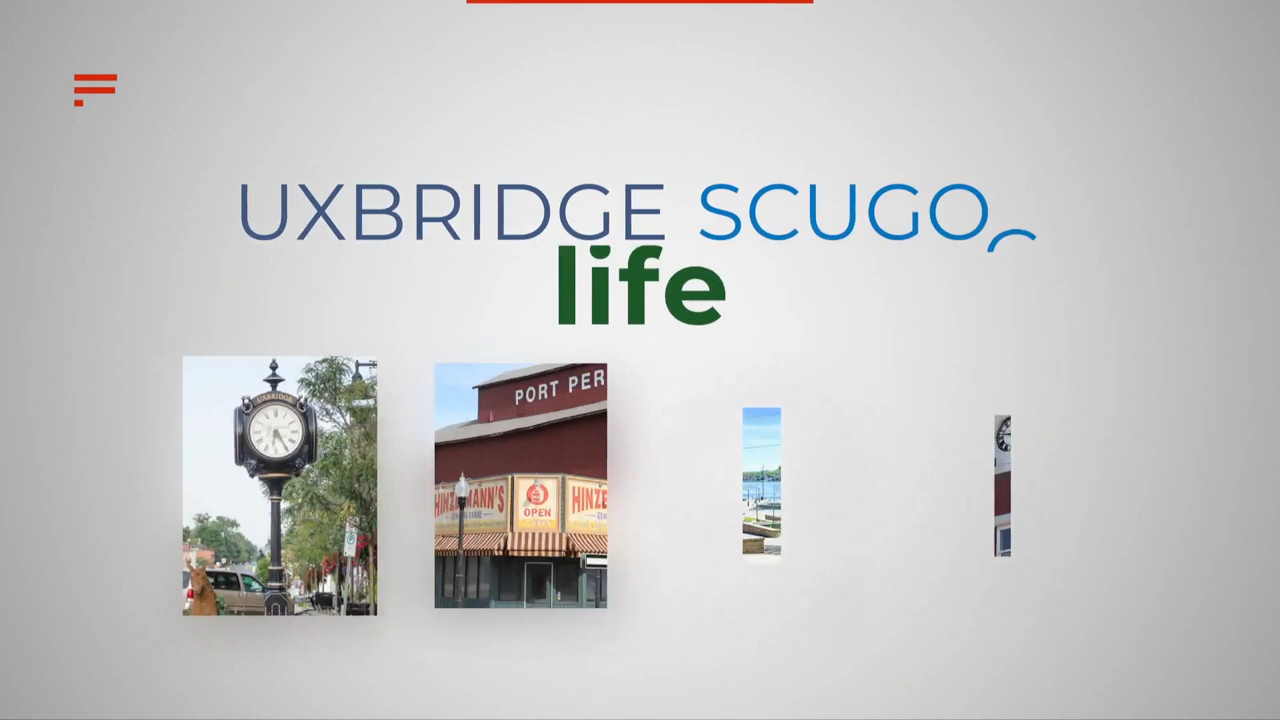 UXBRIDGE SCUGO
life
UXBRIDGE
PORT PER
OPEN